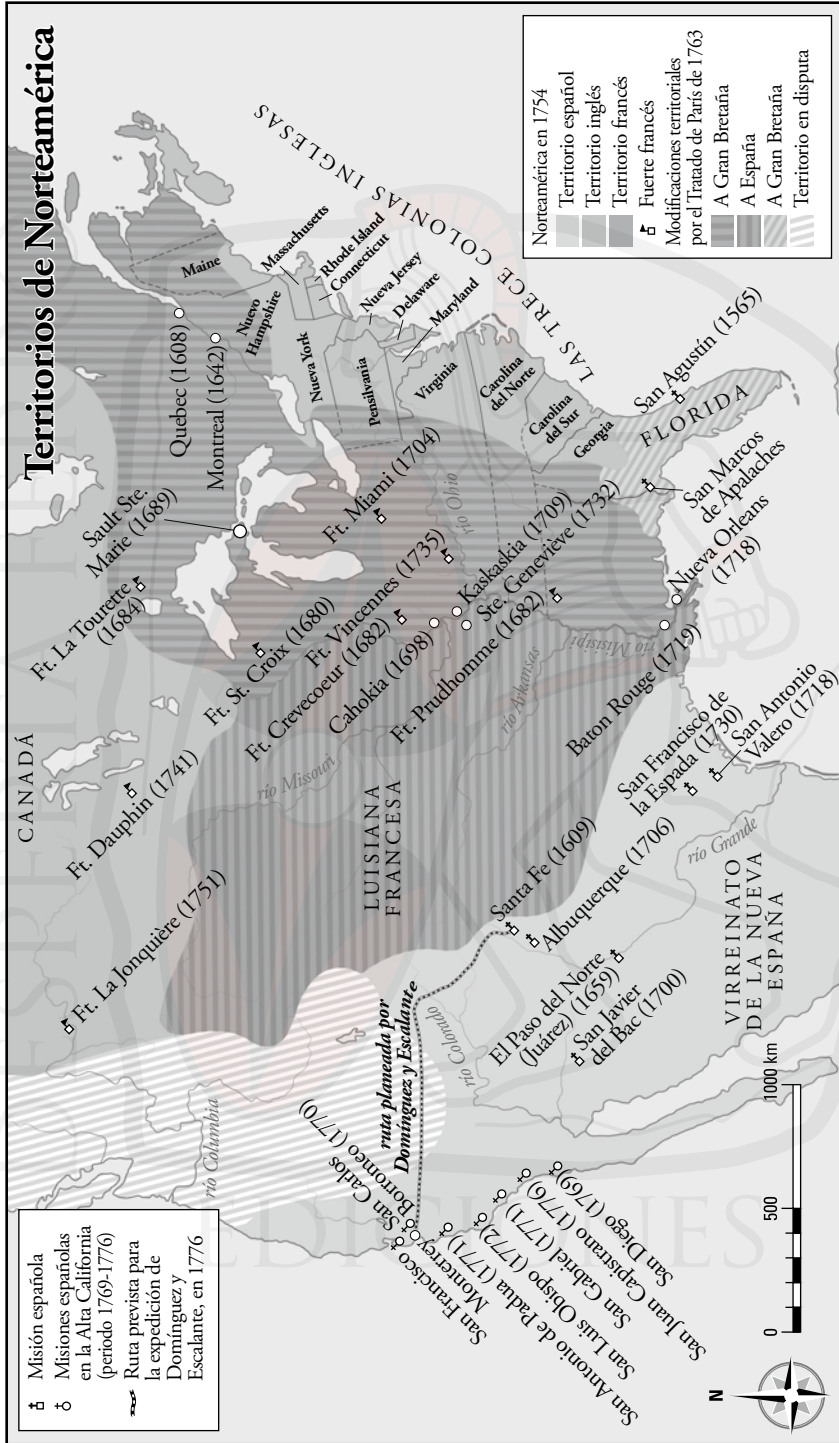 Territorios de Norteamérica
Misión española
Misiones españolas
en la Alta California
(periodo 1769-1776)
Ruta prevista para
la expedición de
Domínguez y
Escalante, en 1776
CANADÁ
Ft. La Jonquière (1751)
Ft. Dauphin (1741)
Ft. La Tourette
(1684)
Sault Ste.
Marie (1689)
Quebec (1608)
Montreal (1642)
Maine
Nuevo
Hampshire
Massachusetts
Rhode Island
Connecticut
Nueva York
Nueva Jersey
Pensilvania
Delaware
Maryland
Virginia
Carolina
del Norte
Carolina
del Sur
Georgia
LAS TRECE COLONIAS INGLESAS
río Columbia
río Missouri
Ft. St. Croix (1680)
Ft. Miami (1704)
Ft. Vincennes (1735)
Ft. Crevecoeur (1682)
río Ohio
Cahokia (1698)
Kaskaskia (1709)
Ste. Geneviève (1732)
Ft. Prudhomme (1682)
LUISIANA
FRANCESA
río Arkansas
río Misisipi
ruta planeada por
Domínguez y Escalante
río Colorado
San Francisco
San Carlos
Borromeo (1770)
Monterrey
San Antonio de Padua (1771)
San Luis Obispo (1772)
San Gabriel (1771)
San Juan Capistrano (1776)
San Diego (1769)
Santa Fe (1609)
Albuquerque (1706)
El Paso del Norte
(Juárez) (1659)
San Javier
del Bac (1700)
río Grande
VIRREINATO
DE LA NUEVA
ESPAÑA
Baton Rouge (1719)
San Francisco de
la Espada (1730)
San Antonio
Valero (1718)
Nueva Orleans
(1718)
San Marcos
de Apalaches
FLORIDA
San Agustín (1565)
N
0
500
1000 km
Norteamérica en 1754
Territorio español
Territorio inglés
Territorio francés
Fuerte francés
Modificaciones territoriales
por el Tratado de París de 1763
A Gran Bretaña
A España
A Gran Bretaña
Territorio en disputa
EDICIONES